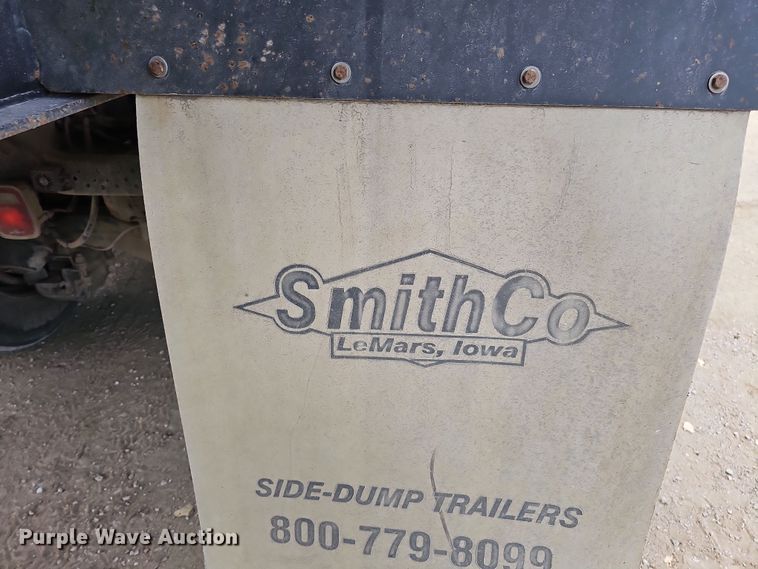 SmithCo
LeMars, Iowa
SIDE-DUMP TRAILERS
800-779-8099
Purple Wave Auction